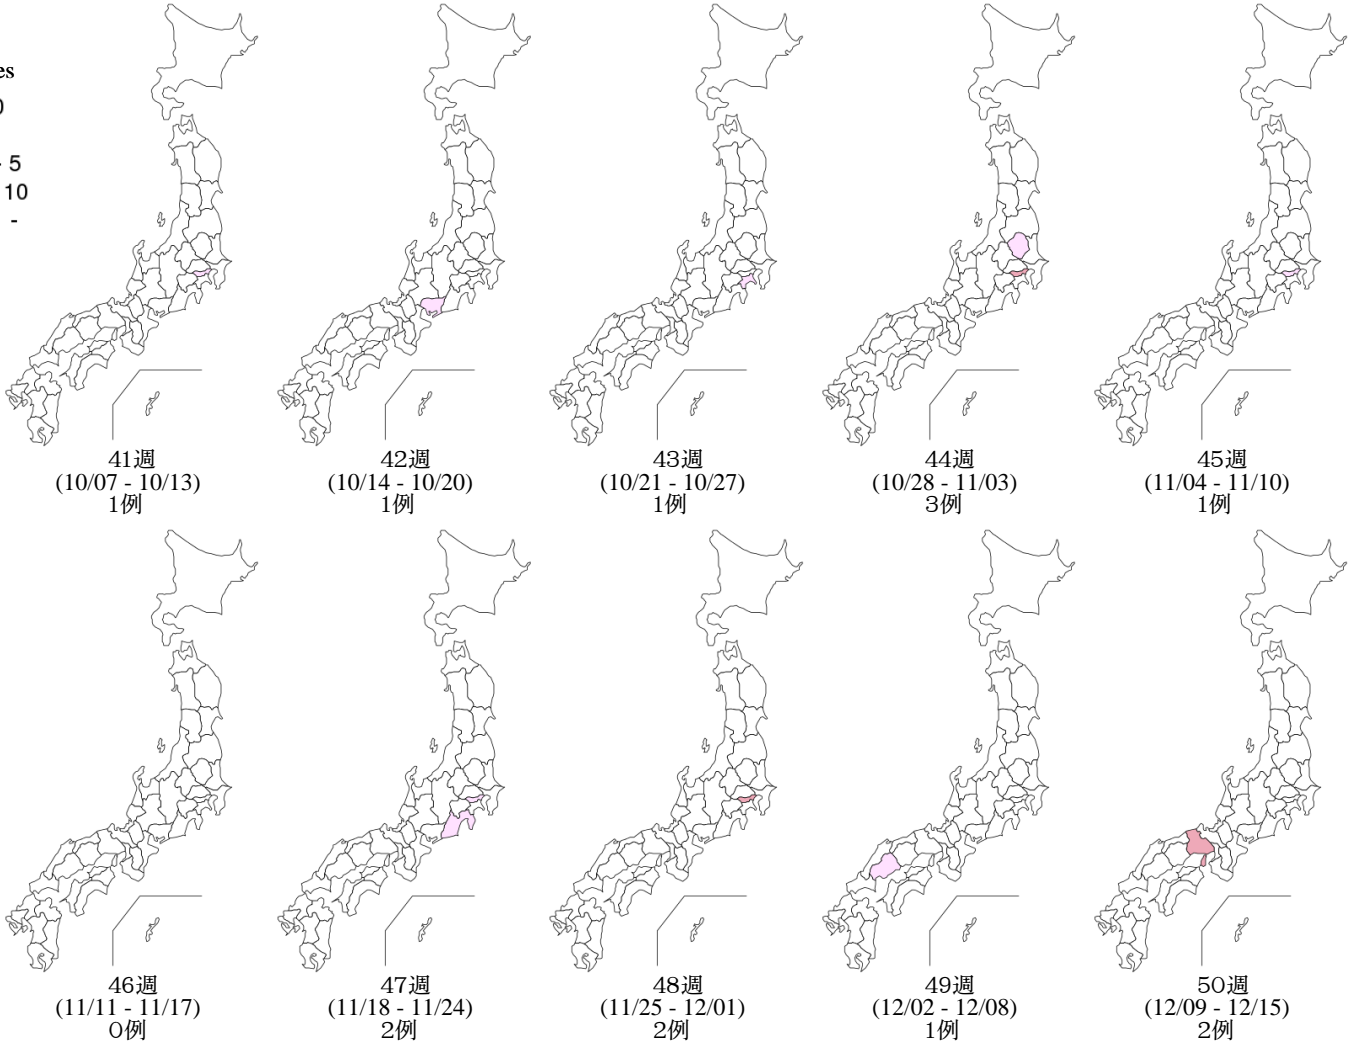 es
0
- 5
10
-
41週
(10/07 - 10/13)
1例
42週
(10/14 - 10/20)
1例
43週
(10/21 - 10/27)
1例
44週
(10/28 - 11/03)
3例
45週
(11/04 - 11/10)
1例
46週
(11/11 - 11/17)
0例
47週
(11/18 - 11/24)
2例
48週
(11/25 - 12/01)
2例
49週
(12/02 - 12/08)
1例
50週
(12/09 - 12/15)
2例